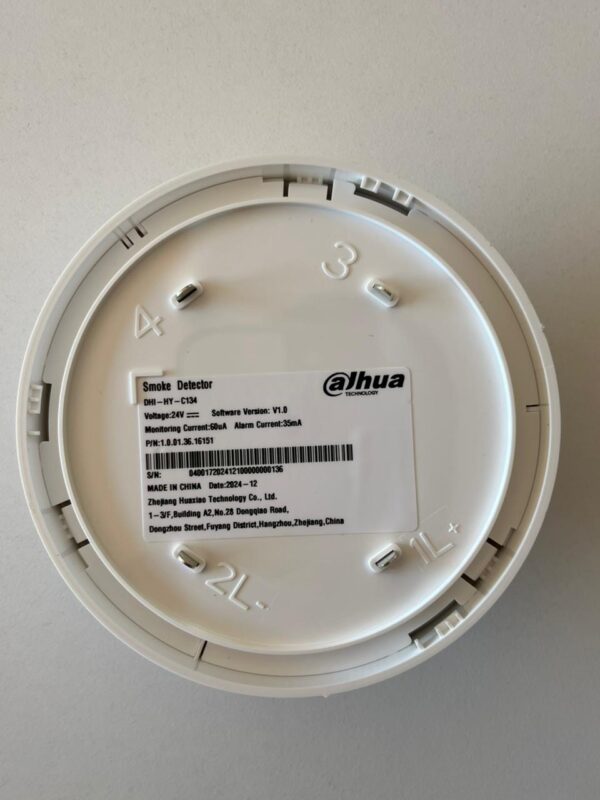 3
4
Smoke Detector
alhua
TECHNOLOGY
DHI-HY-C134
Voltage:24V Software Version: V1.0
Monitoring Current:60uA Alarm Current:35mA
P/N:1.0.01.36.16151
S/N: 040017202412100000000136
MADE IN CHINA Date:2024-12
Zhejiang Huaxiao Technology Co., Ltd.
1-3/F,Building A2,No.28 Dongqiao Road,
Dongzhou Street,Fuyang District,Hangzhou,Zhejiang,China
1L+
2L-